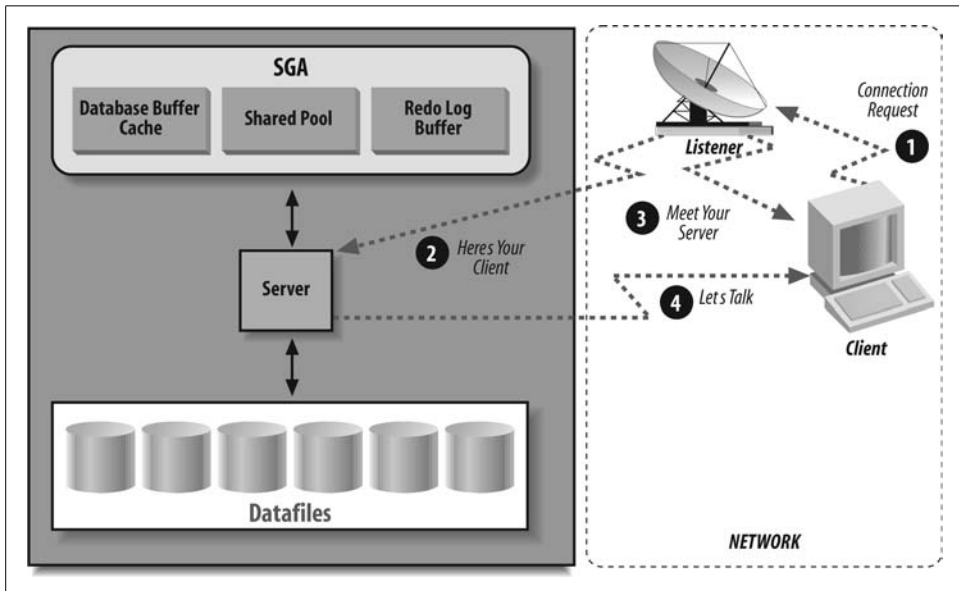 SGA
Database Buffer
Cache
Shared Pool
Redo Log
Buffer
Listener
Connection
Request
1
3
Meet Your
Server
2
Heres Your
Client
Server
4
Let's Talk
Client
Datafiles
NETWORK